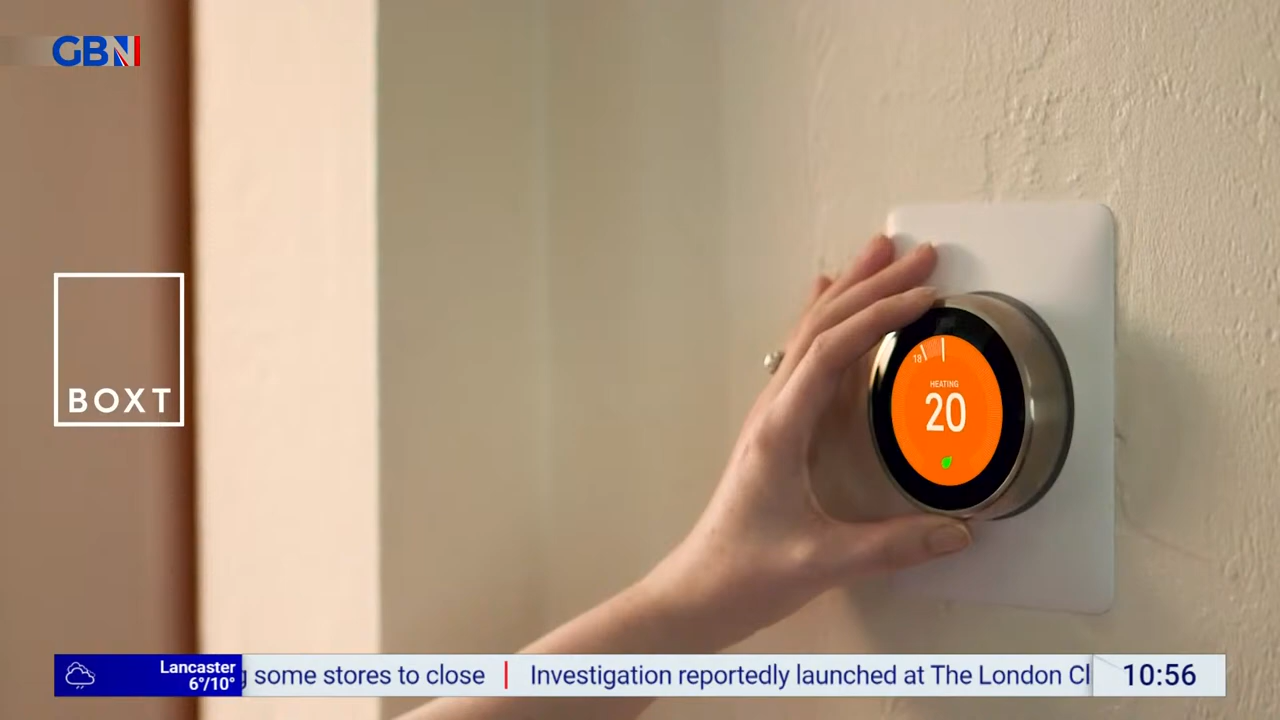 GBN
BOXT
18
HEATING
20
Lancaster
6°/10°
some stores to close
Investigation reportedly launched at The London
10:56